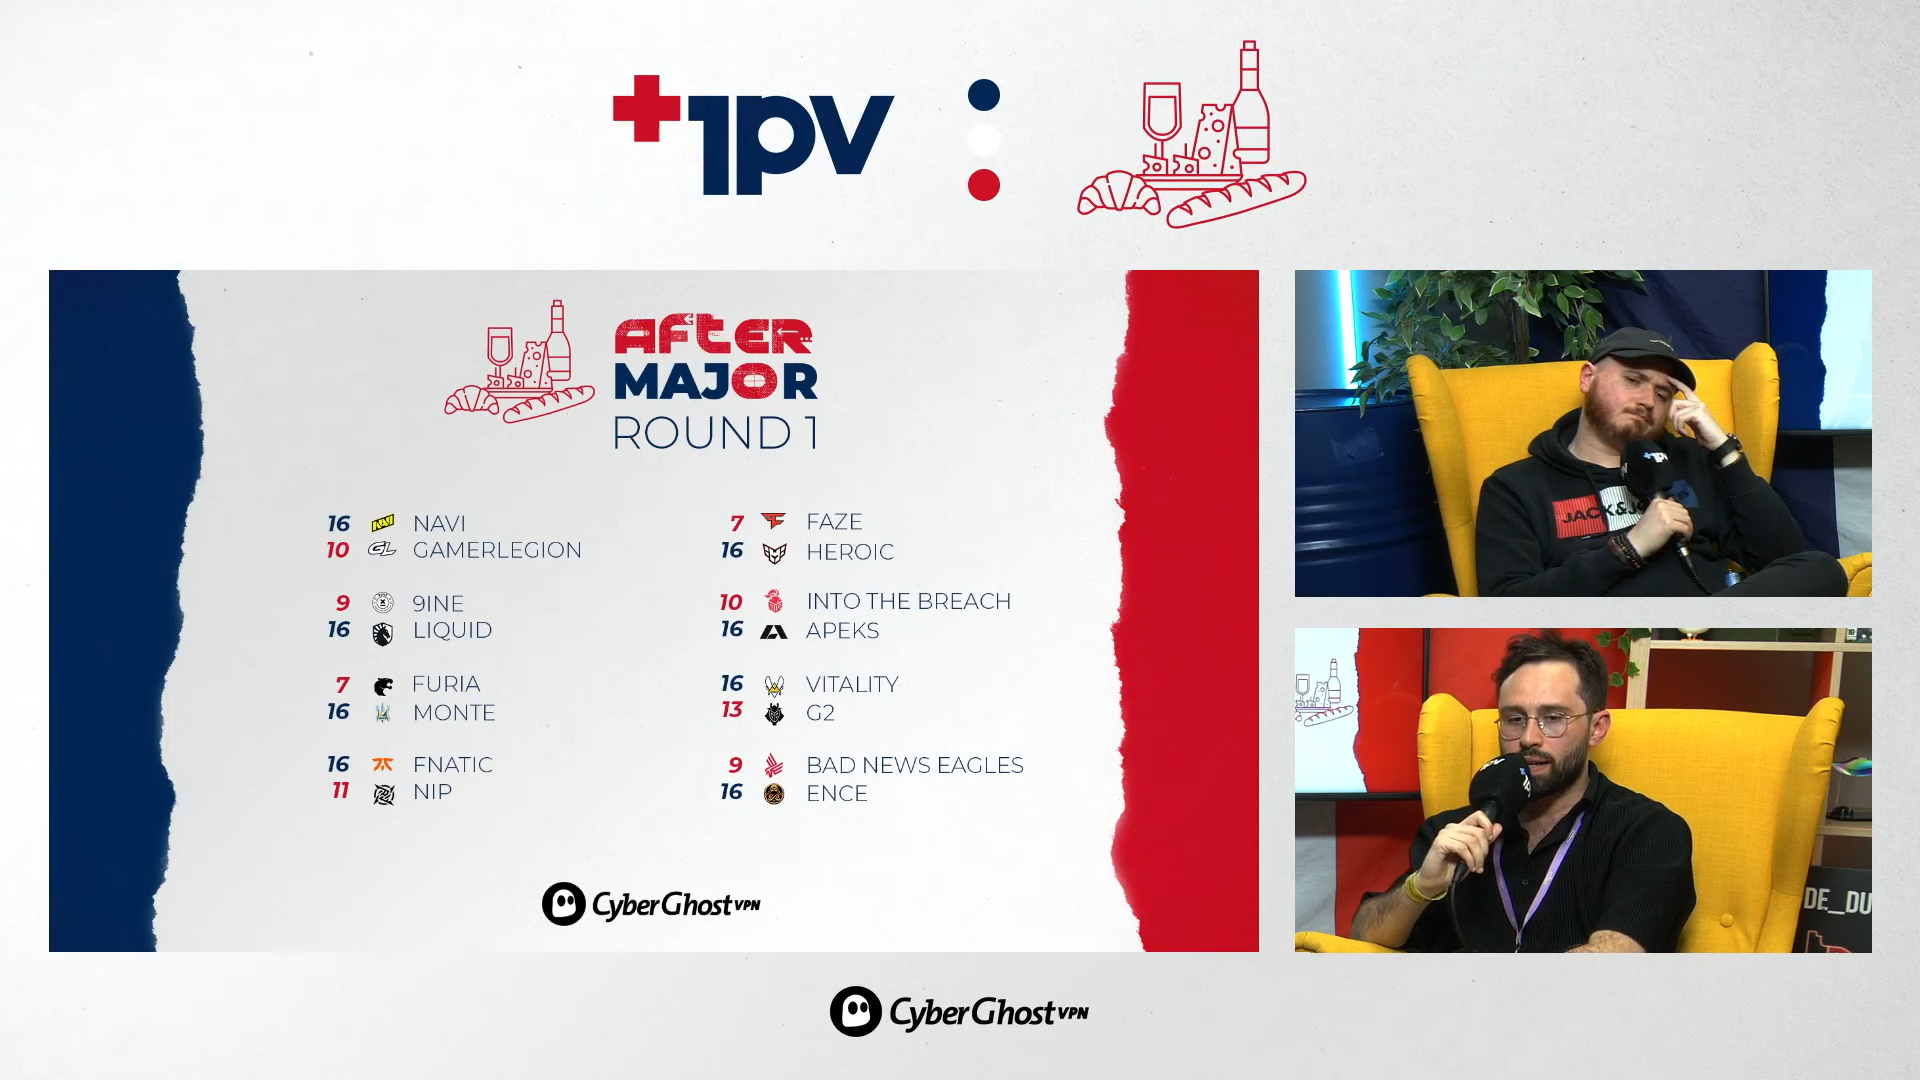 +1pv
AFTER
MAJOR
ROUND 1
16 NAVI
10 GL GAMERLEGION
9 9INE
16 LIQUID
7 FURIA
16 MONTE
16 FNATIC
11 NIP
7 FAZE
16 HEROIC
10 INTO THE BREACH
16 APEKS
16 VITALITY
13 G2
9 BAD NEWS EAGLES
16 ENCE
CyberGhost VPN
+1pv
JACK&J
DE_DU
CyberGhost VPN